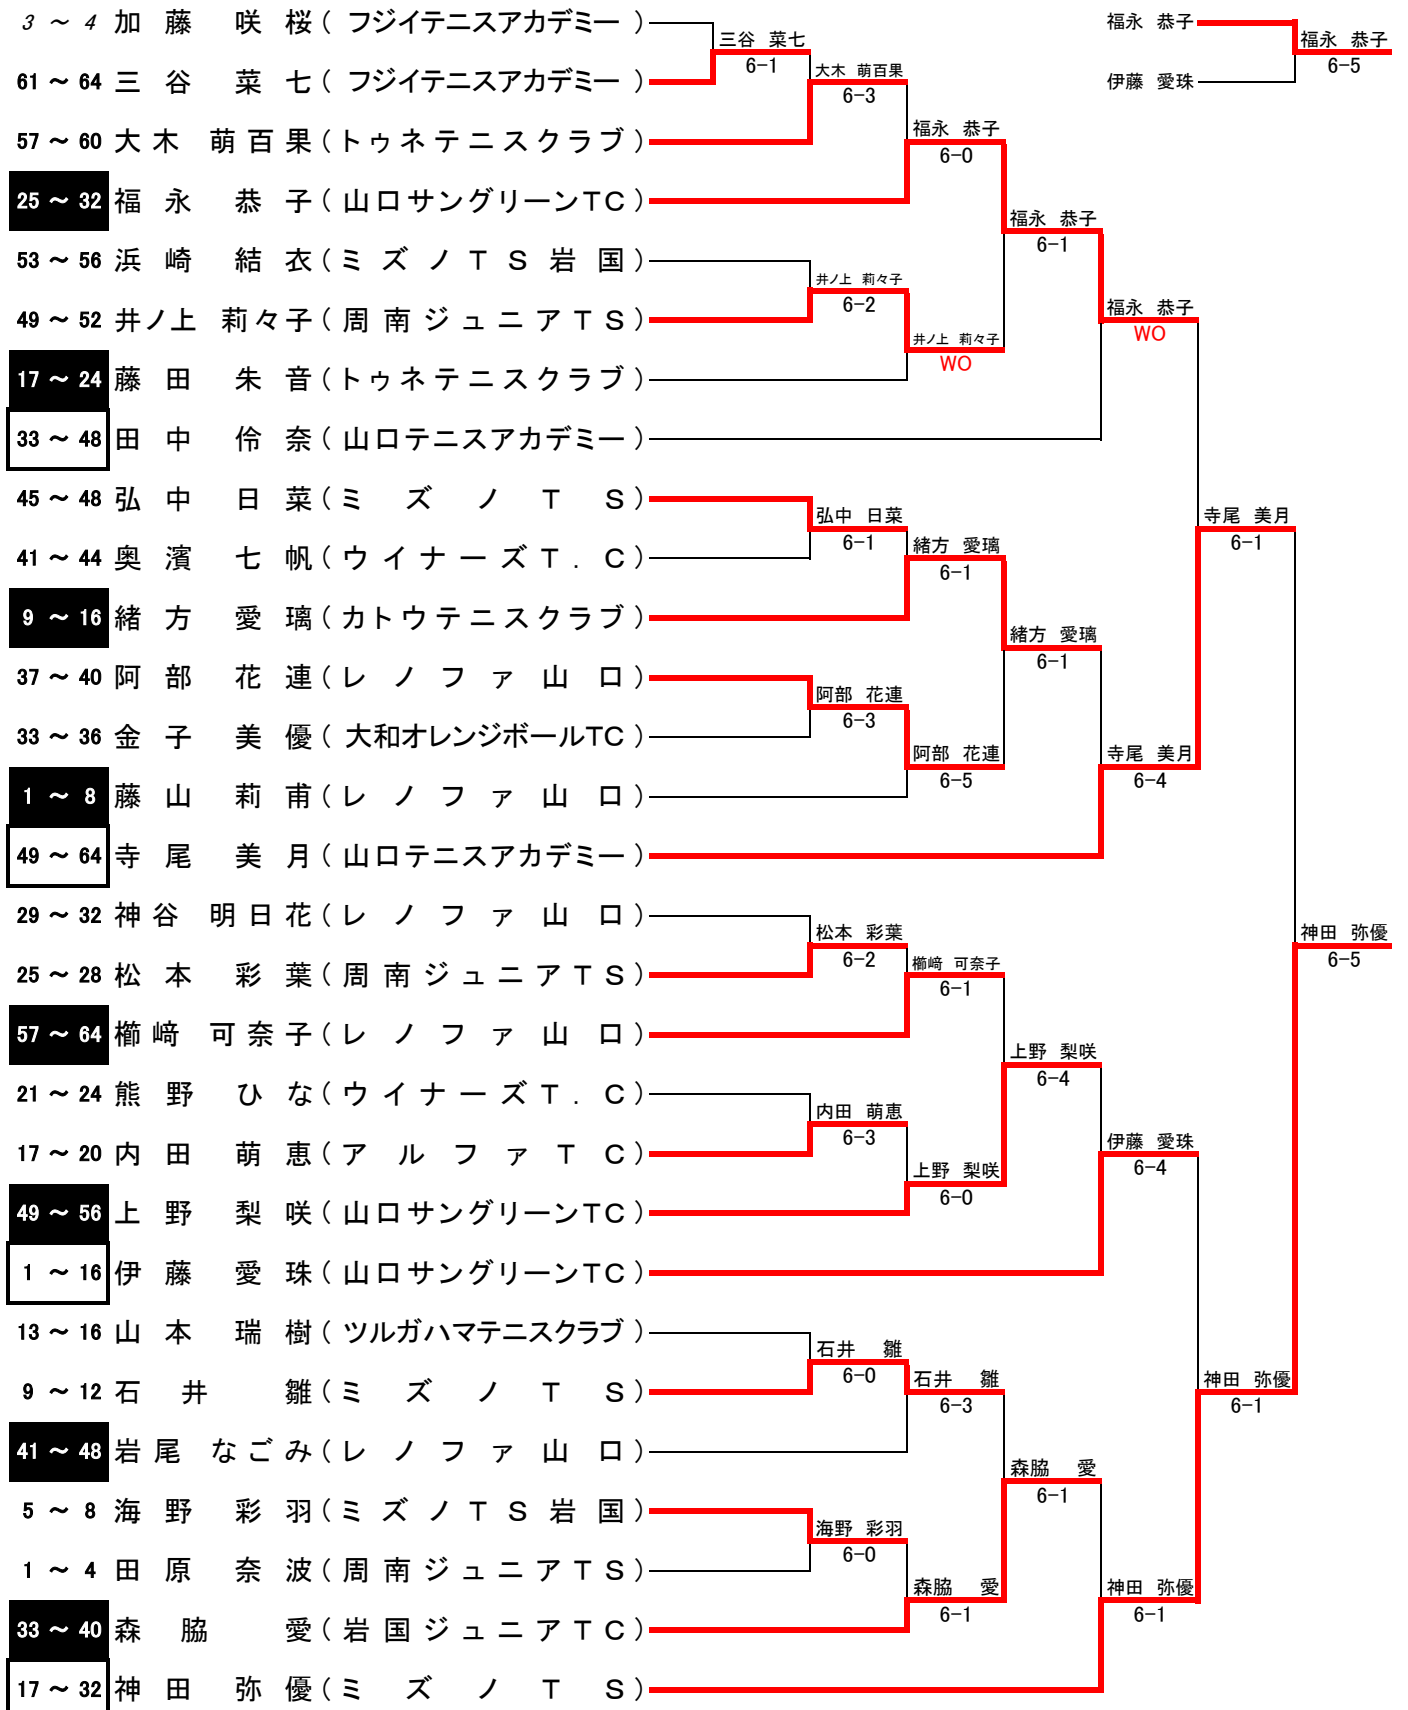 3 ～ 4 加藤 咲桜 ( フジイテニスアカデミー )
61 ～ 64 三谷 菜七 ( フジイテニスアカデミー )
57 ～ 60 大木 萌百果 ( トゥネテニスクラブ )
25 ～ 32 福永 恭子 ( 山口サングリーンTC )
53 ～ 56 浜崎 結衣 ( ミズノTS岩国 )
49 ～ 52 井ノ上 莉々子 ( 周南ジュニアTS )
17 ～ 24 藤田 朱音 ( トゥネテニスクラブ )
33 ～ 48 田中 伶奈 ( 山口テニスアカデミー )
45 ～ 48 弘中 日菜 ( ミズノTS )
41 ～ 44 奥濱 七帆 ( ウイナーズT.C )
9 ～ 16 緒方 愛璃 ( カトウテニスクラブ )
37 ～ 40 阿部 花連 ( レノファ山口 )
33 ～ 36 金子 美優 ( 大和オレンジボールTC )
1 ～ 8 藤山 莉甫 ( レノファ山口 )
49 ～ 64 寺尾 美月 ( 山口テニスアカデミー )
29 ～ 32 神谷 明日花 ( レノファ山口 )
25 ～ 28 松本 彩葉 ( 周南ジュニアTS )
57 ～ 64 櫛﨑 可奈子 ( レノファ山口 )
21 ～ 24 熊野 ひな ( ウイナーズT.C )
17 ～ 20 内田 萌恵 ( アルファTC )
49 ～ 56 上野 梨咲 ( 山口サングリーンTC )
1 ～ 16 伊藤 愛珠 ( 山口サングリーンTC )
13 ～ 16 山本 瑞樹 ( ツルガハマテニスクラブ )
9 ～ 12 石井 雛 ( ミズノTS )
41 ～ 48 岩尾 なごみ ( レノファ山口 )
5 ～ 8 海野 彩羽 ( ミズノTS岩国 )
1 ～ 4 田原 奈波 ( 周南ジュニアTS )
33 ～ 40 森脇 愛 ( 岩国ジュニアTC )
17 ～ 32 神田 弥優 ( ミズノTS )
三谷 菜七
6-1
大木 萌百果
6-3
井ノ上 莉々子
6-2
弘中 日菜
6-1
阿部 花連
6-3
松本 彩葉
6-2
内田 萌恵
6-3
石井 雛
6-0
海野 彩羽
6-0
福永 恭子
6-0
井ノ上 莉々子
WO
緒方 愛璃
6-1
阿部 花連
6-5
櫛﨑 可奈子
6-1
上野 梨咲
6-0
石井 雛
6-3
森脇 愛
6-1
福永 恭子
6-1
緒方 愛璃
6-1
上野 梨咲
6-4
森脇 愛
6-1
福永 恭子
WO
寺尾 美月
6-4
伊藤 愛珠
6-4
神田 弥優
6-1
寺尾 美月
6-1
神田 弥優
6-1
神田 弥優
6-5
福永 恭子
伊藤 愛珠
福永 恭子
6-5